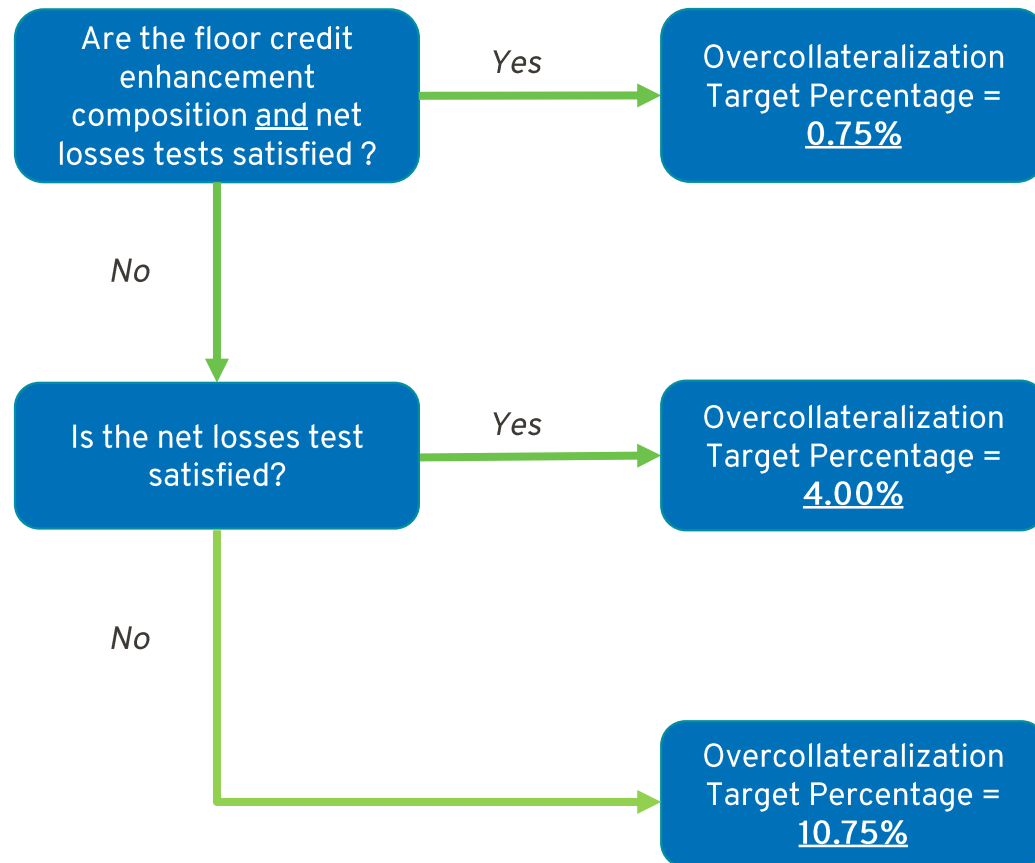 Are the floor credit
enhancement
composition and net
losses tests satisfied ?
Yes
Overcollateralization
Target Percentage =
0.75%
No
Is the net losses test
satisfied?
Yes
Overcollateralization
Target Percentage =
4.00%
No
Overcollateralization
Target Percentage =
10.75%